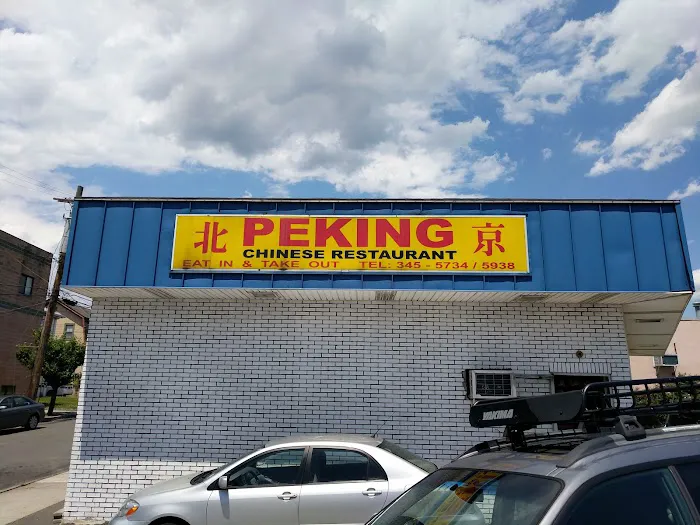 北 PEKING 京
CHINESE RESTAURANT
EAT IN & TAKE OUT TEL: 345 - 5734 / 5938
YAKIMA